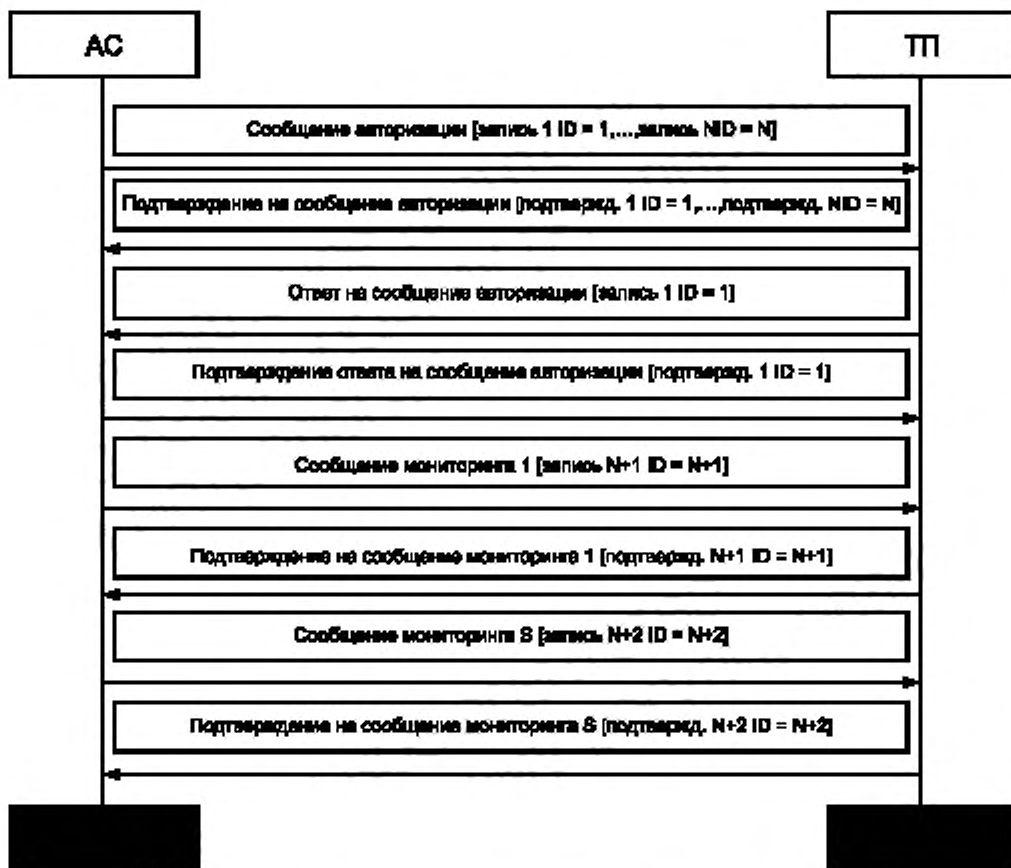 АС
ТП
Сообщение авторизации [запись 1 ID = 1,...,запись NID = N]
Подтверждение на сообщение авторизации [подтвержд. 1 ID = 1,...,подтвержд. NID = N]
Ответ на сообщение авторизации [запись 1 ID = 1]
Подтверждение ответа на сообщение авторизации [подтвержд. 1 ID = 1]
Сообщение мониторинга 1 [запись N+1 ID = N+1]
Подтверждение на сообщение мониторинга 1 [подтвержд. N+1 ID = N+1]
Сообщение мониторинга S [запись N+2 ID = N+2]
Подтверждение на сообщения мониторинга S [подтвержд. N+2 ID = N+2]